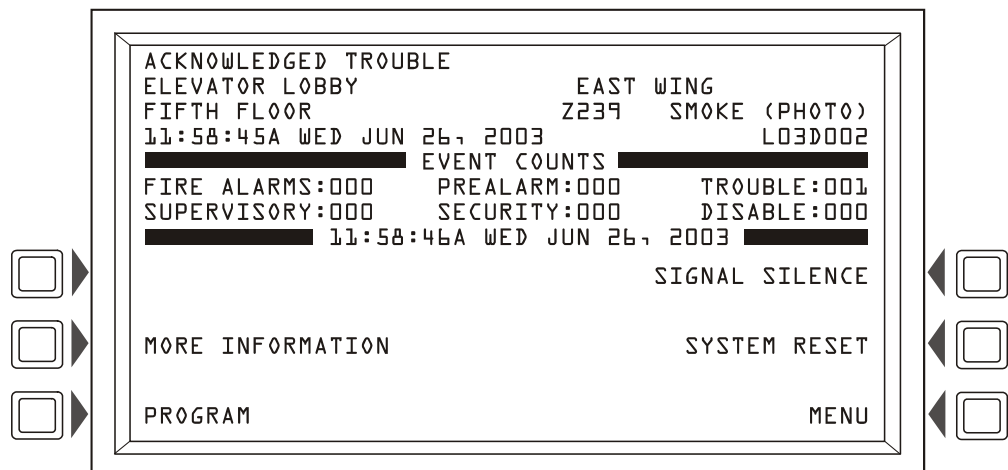 ACKNOWLEDGED TROUBLE
ELEVATOR LOBBY EAST WING
FIFTH FLOOR Z239 SMOKE (PHOTO)
11:58:45A WED JUN 26, 2003 L03D002
EVENT COUNTS
FIRE ALARMS:000 PREALARM:000 TROUBLE:001
SUPERVISORY:000 SECURITY:000 DISABLE:000
11:58:46A WED JUN 26, 2003
SIGNAL SILENCE
MORE INFORMATION SYSTEM RESET
PROGRAM MENU